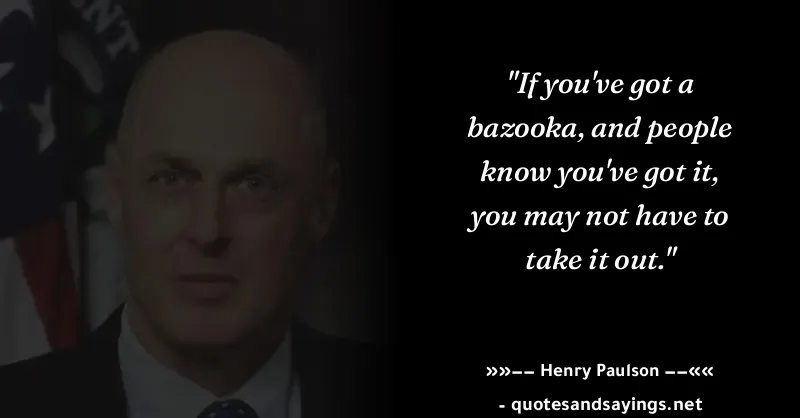 "If you've got a
bazooka, and people
know you've got it,
you may not have to
take it out."
»»−− Henry Paulson −−««
- quotesandsayings.net